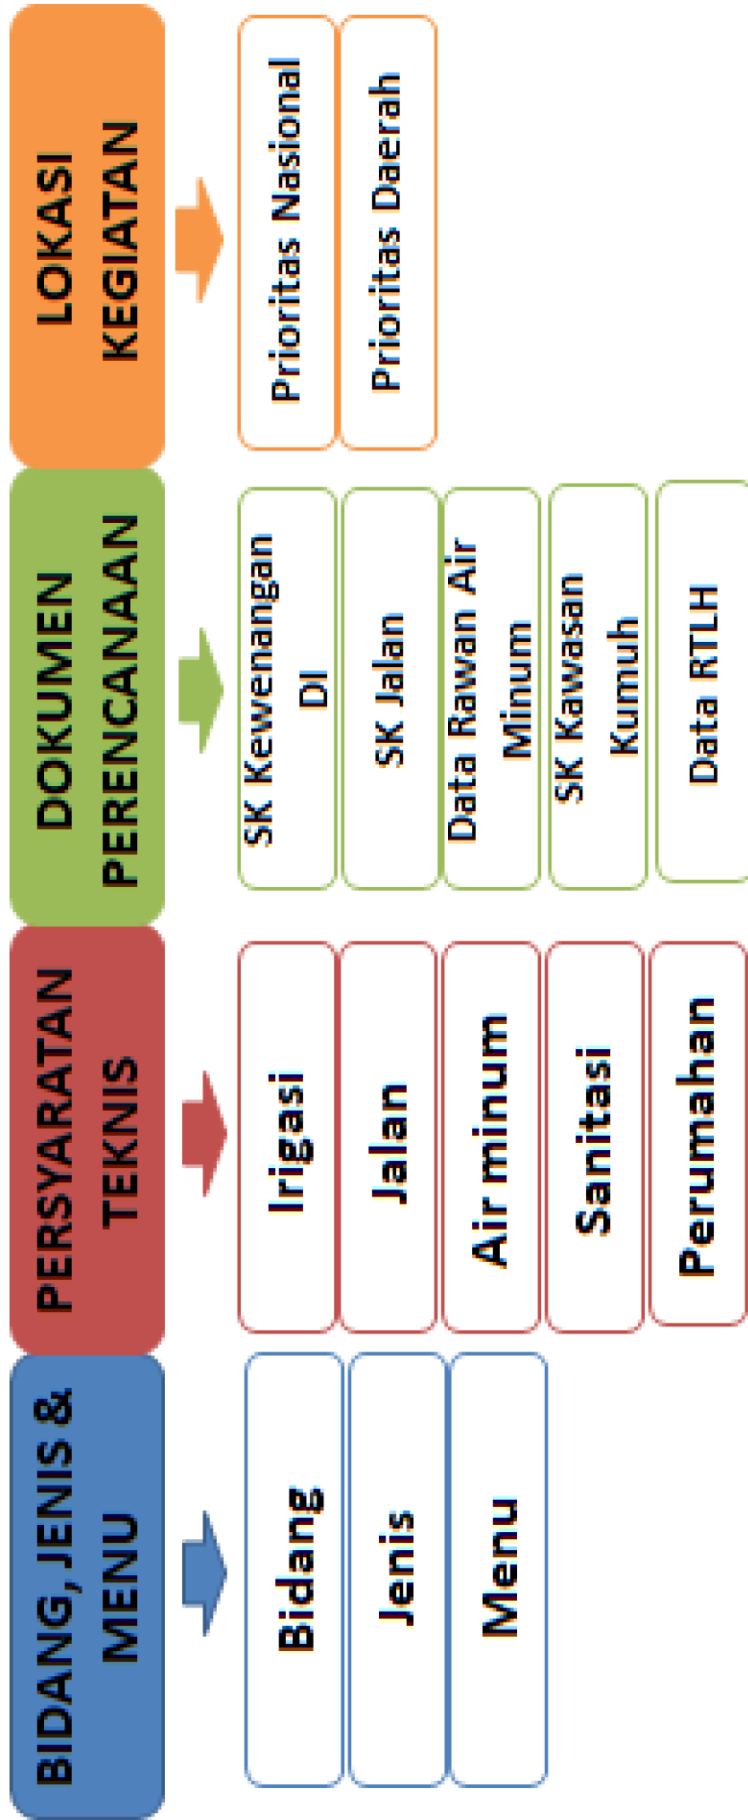 BIDANG, JENIS &
MENU
Bidang
Jenis
Menu
PERSYARATAN
TEKNIS
Irigasi
Jalan
Air minum
Sanitasi
Perumahan
DOKUMEN
PERENCANAAN
SK Kewenangan
DI
SK Jalan
Data Rawan Air
Minum
SK Kawasan
Kumuh
Data RTLH
LOKASI
KEGIATAN
Prioritas Nasional
Prioritas Daerah